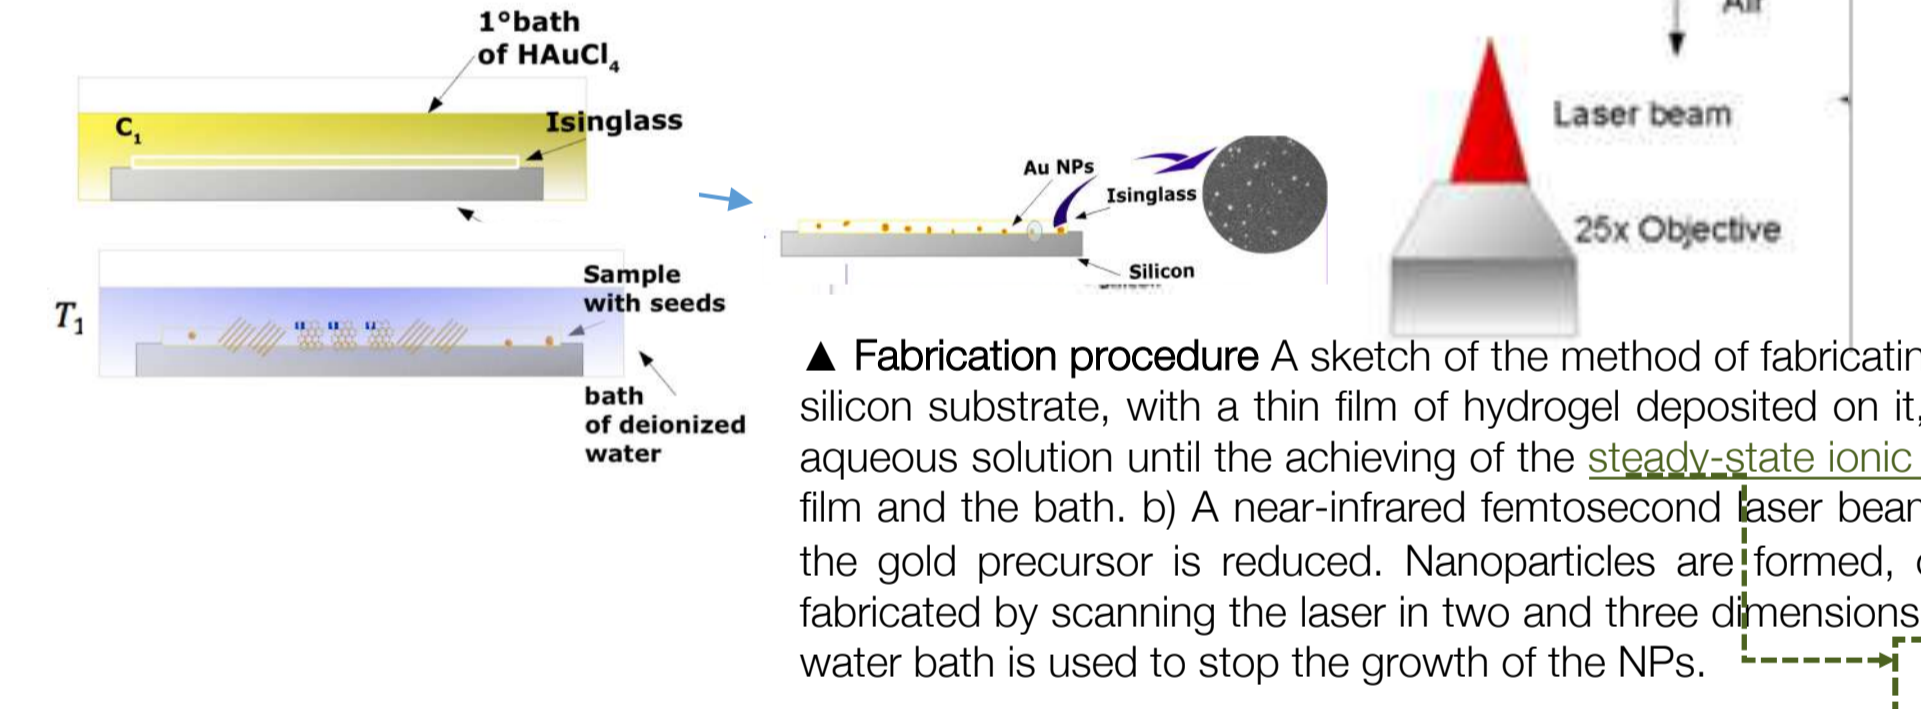 1°bath
of HAuCl4
C1
Isinglass
T1
Sample
with seeds
bath
of deionized
water
Au NPs
Isinglass
Silicon
Air
Laser beam
25x Objective
▲ Fabrication procedure A sketch of the method of fabricatin
silicon substrate, with a thin film of hydrogel deposited on it,
aqueous solution until the achieving of the steady-state ionic
film and the bath. b) A near-infrared femtosecond laser bear
the gold precursor is reduced. Nanoparticles are formed,
fabricated by scanning the laser in two and three dimensions
water bath is used to stop the growth of the NPs.